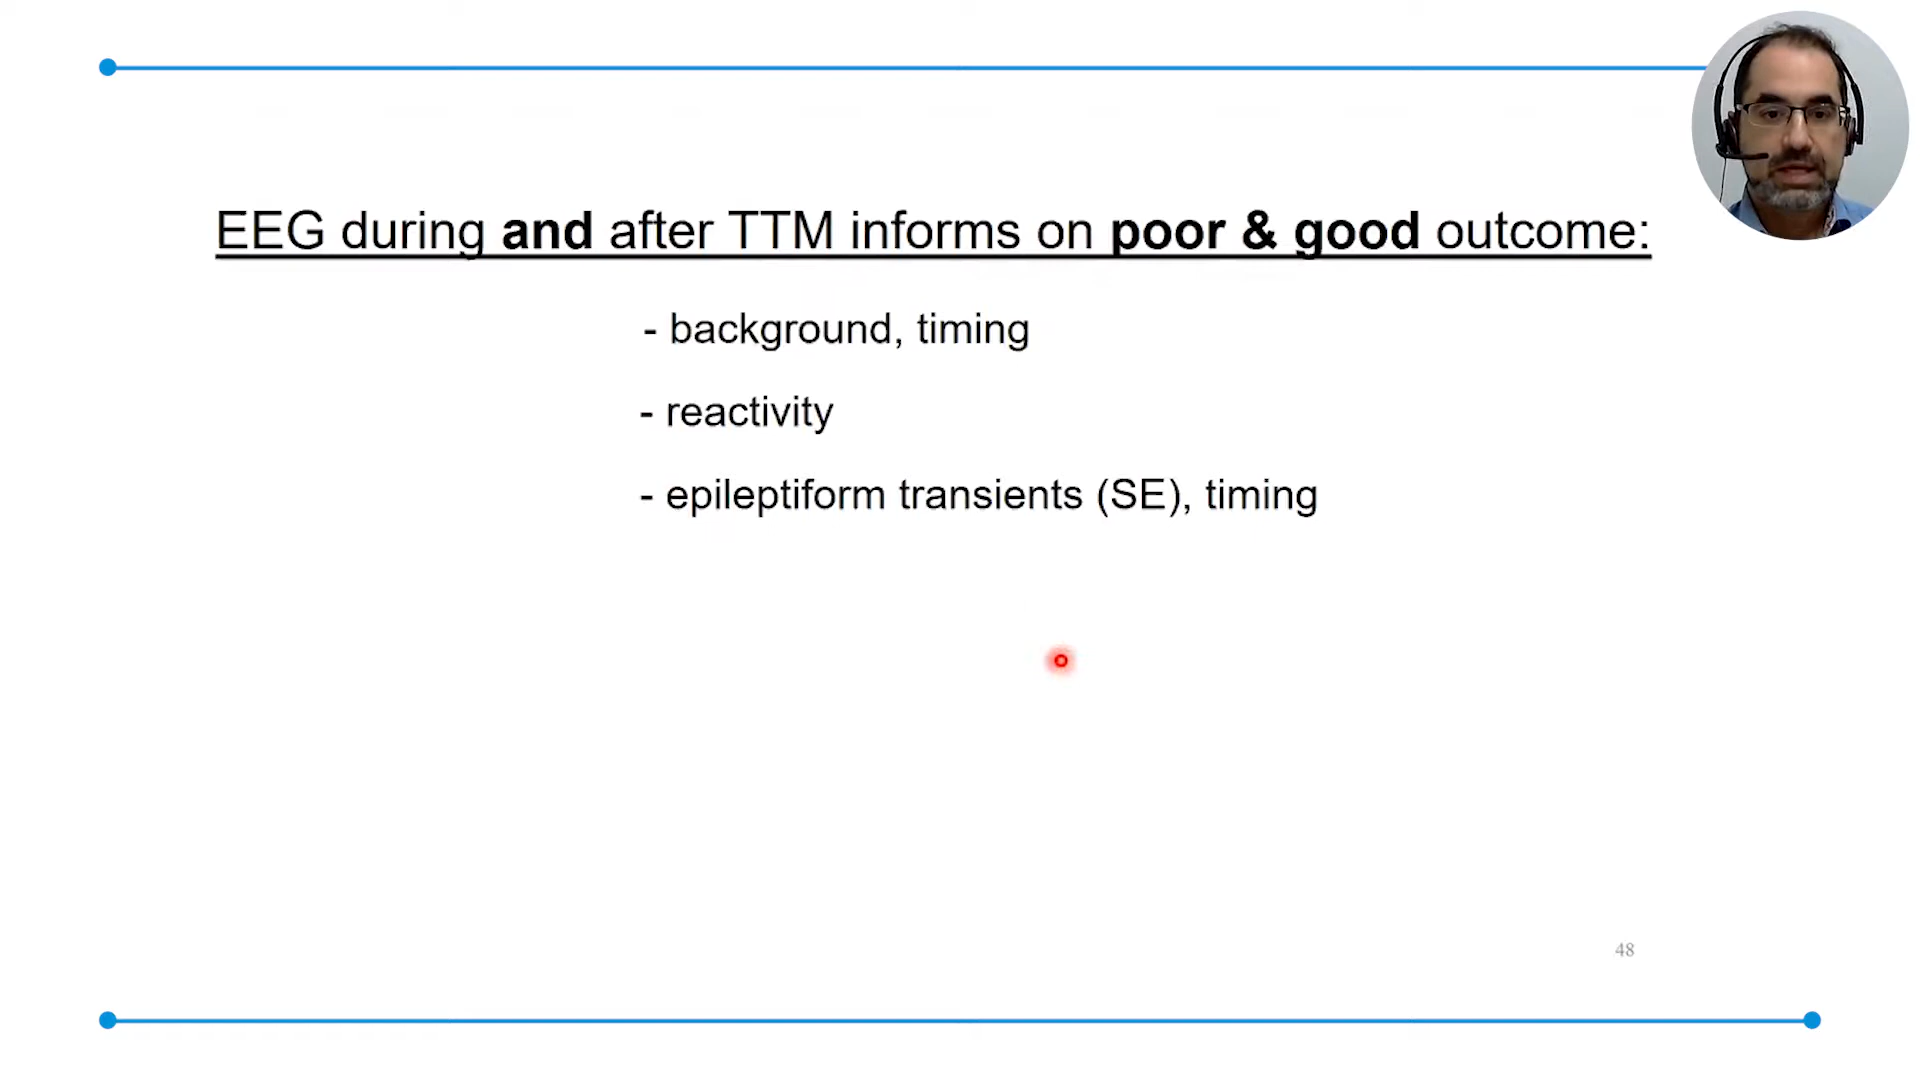 EEG during and after TTM informs on poor & good outcome:
- background, timing
- reactivity
- epileptiform transients (SE), timing
48